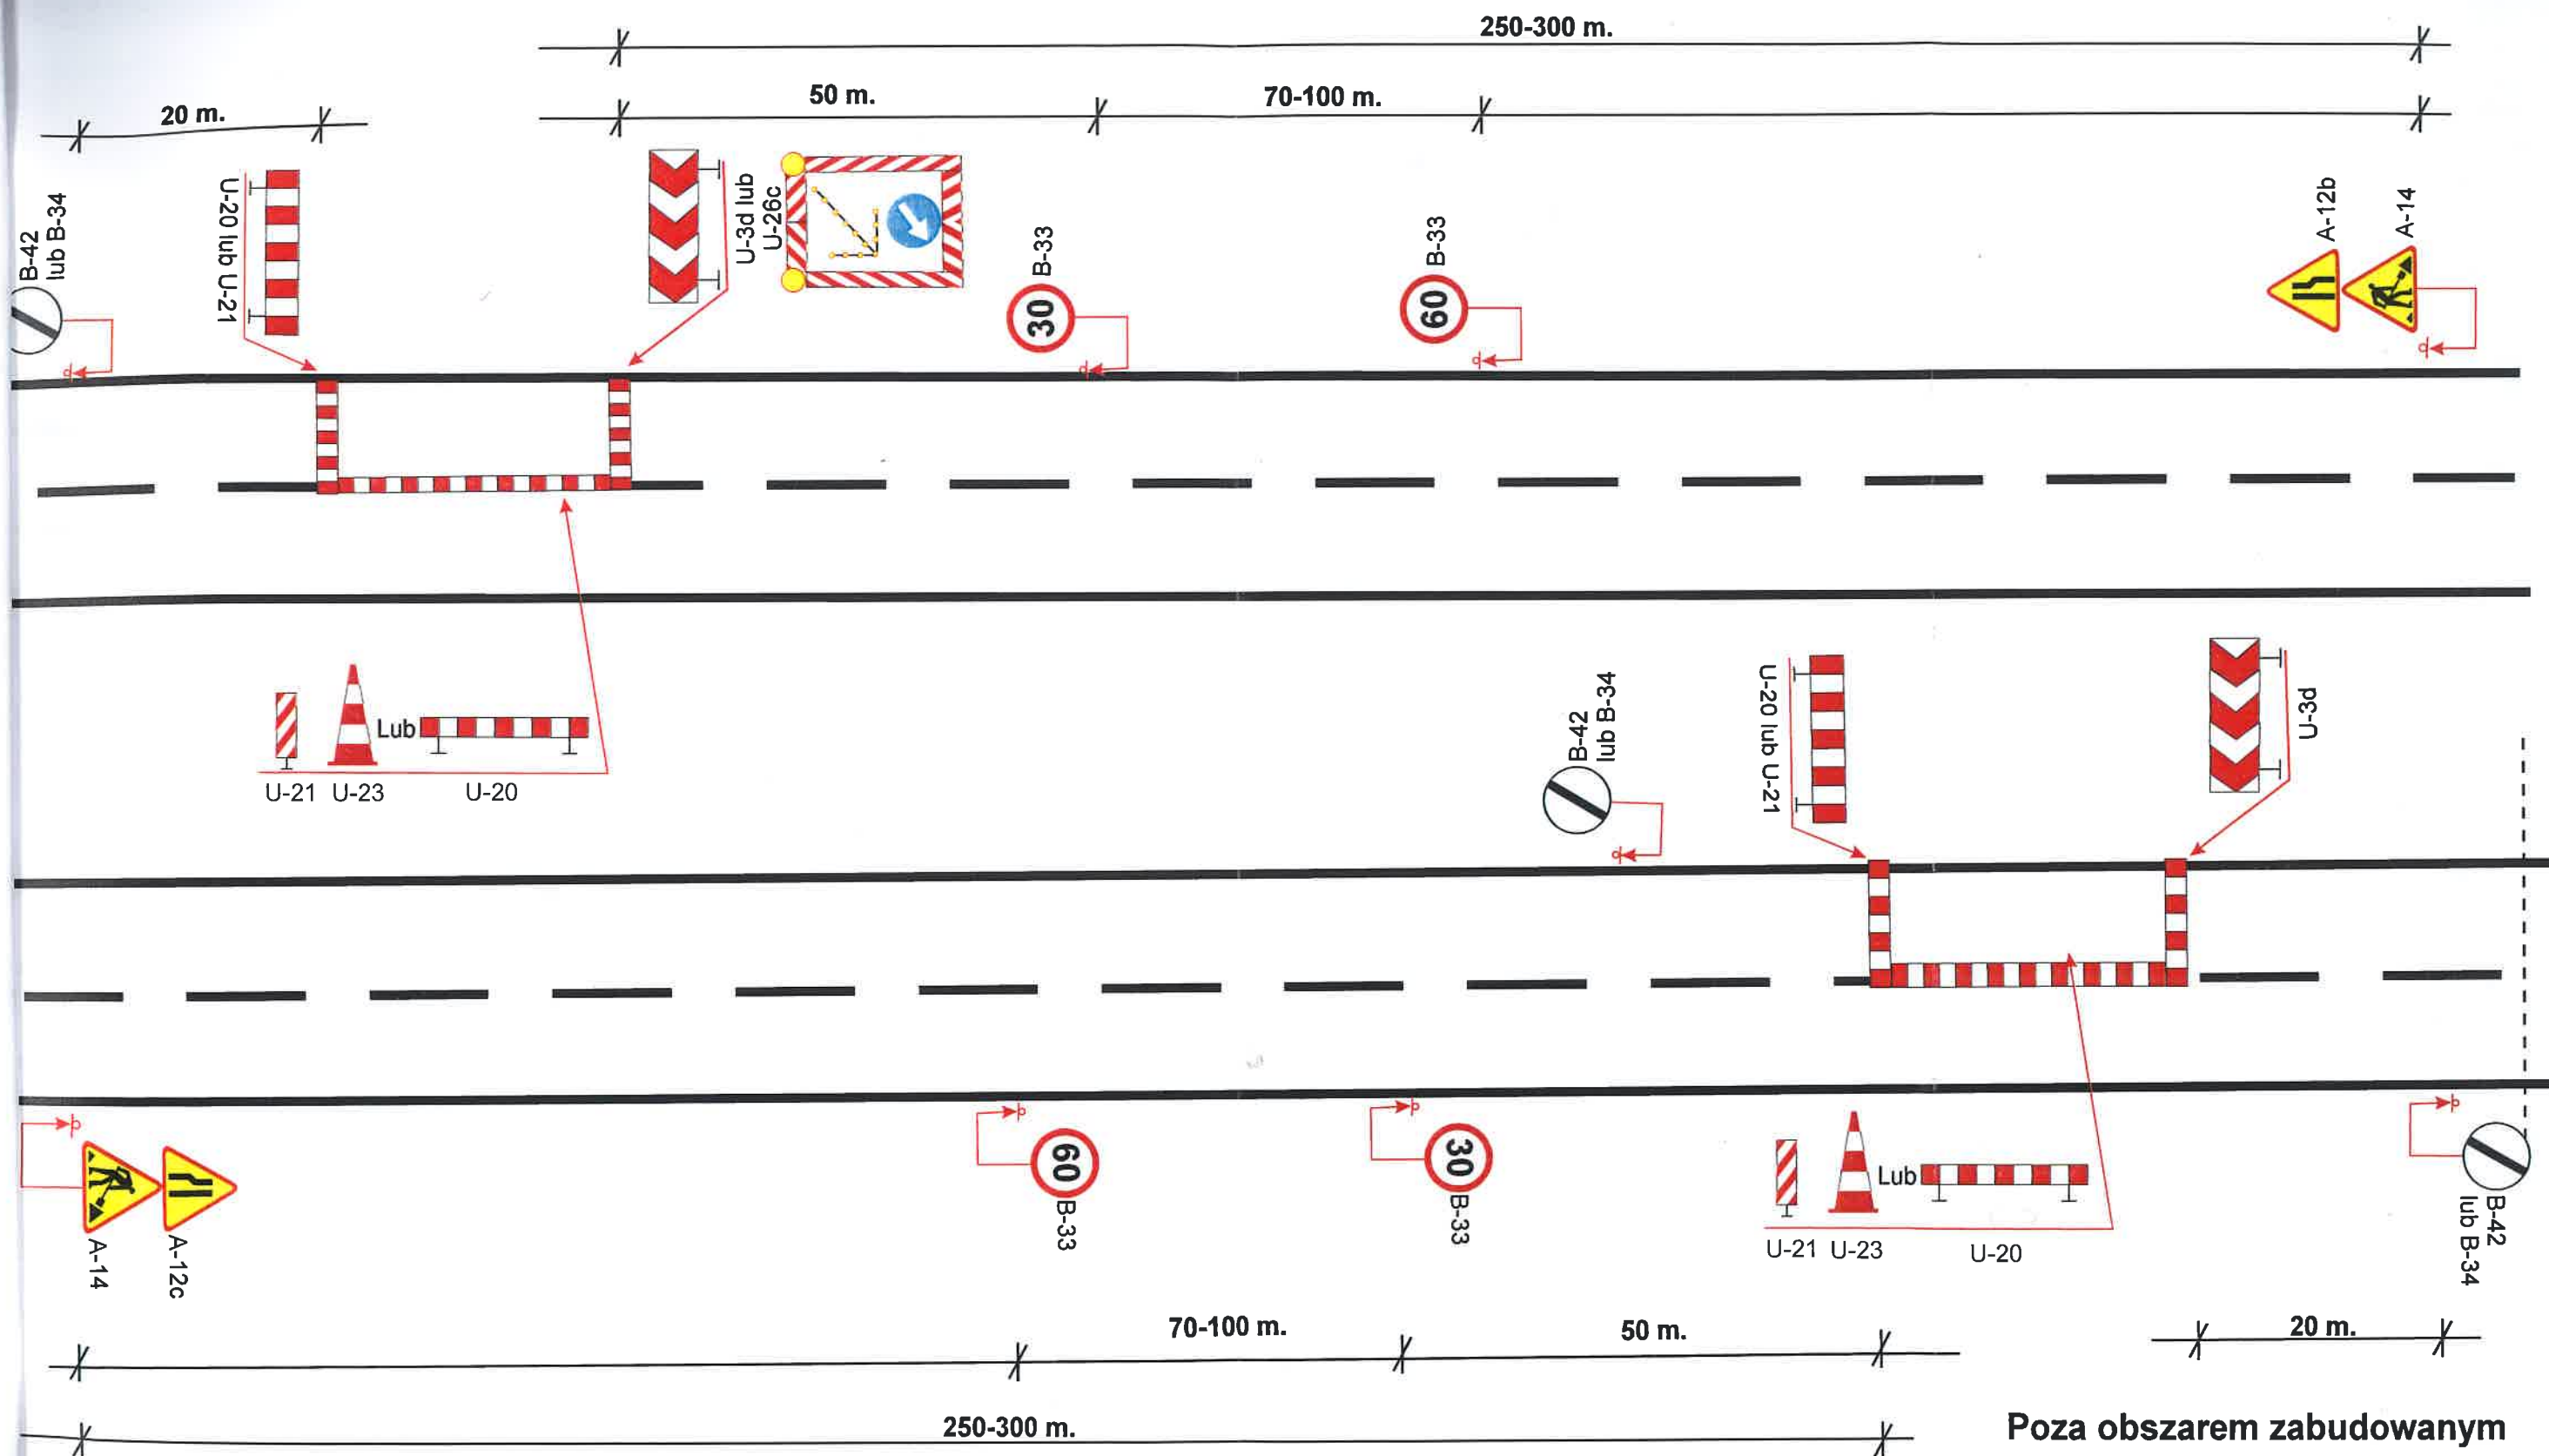 250-300 m.
20 m.
50 m.
70-100 m.
B-42
lub B-34
U-20 lub U-21
U-3d lub
U-26c
B-33
30
B-33
60
A-12b
A-14
U-21
U-23
Lub
U-20
B-42
lub B-34
U-20 lub U-21
U-3d
A-14
A-12c
60
B-33
30
B-33
U-21
U-23
Lub
U-20
B-42
lub B-34
70-100 m.
50 m.
20 m.
250-300 m.
Poza obszarem zabudowanym